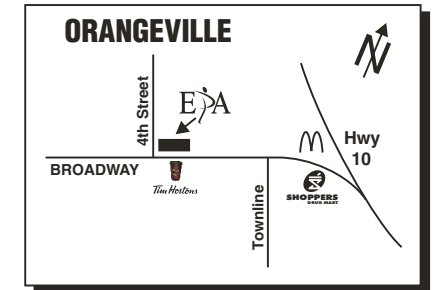 ORANGEVILLE
N
4th Street
EPA
M
Hwy
10
BROADWAY
Tim Hortons
Townline
SHOPPERS
DRUG MART